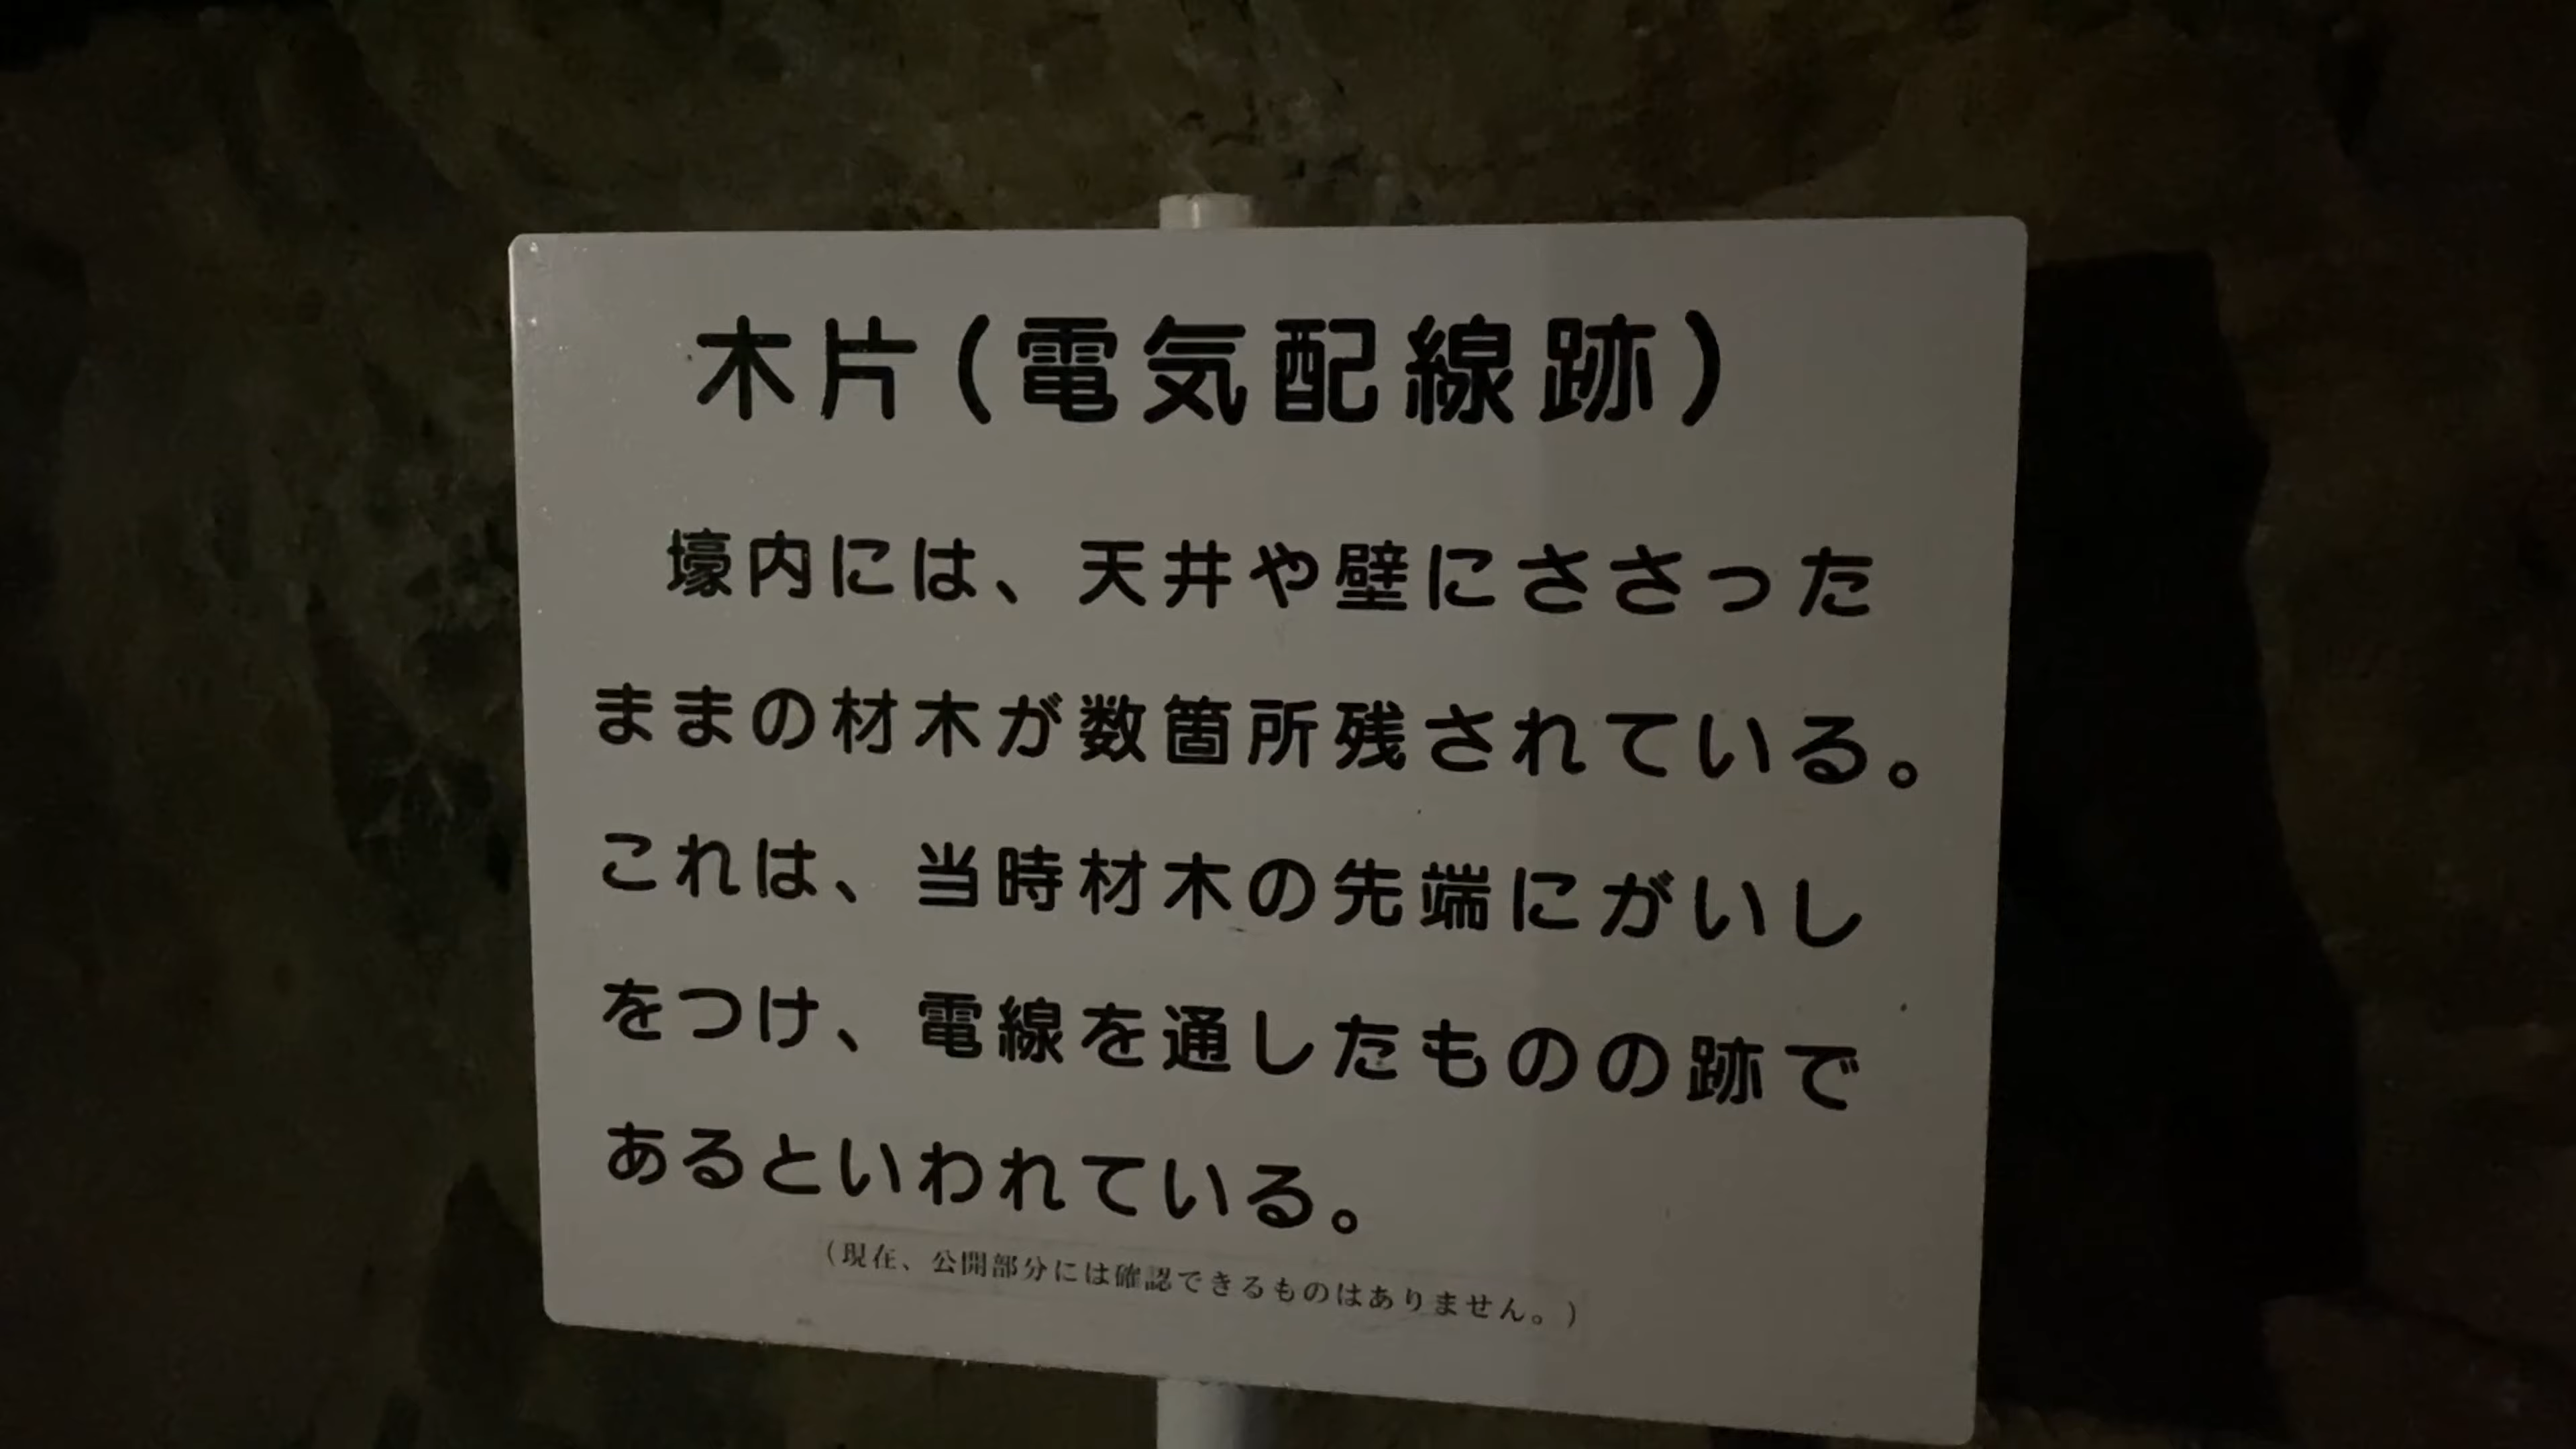 木片(電気配線跡)
壕内には、天井や壁にささった
ままの材木が数箇所残されている。
これは、当時材木の先端にがいし
をつけ、電線を通したものの跡で
あるといわれている。
(現在、公開部分には確認できるものはありません。)